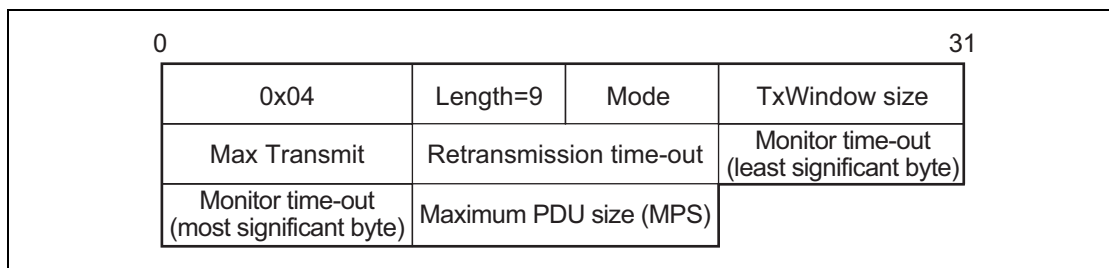 0 31
0x04 Length=9 Mode TxWindow size
Max Transmit Retransmission time-out Monitor time-out
(least significant byte)
Monitor time-out
(most significant byte) Maximum PDU size (MPS)